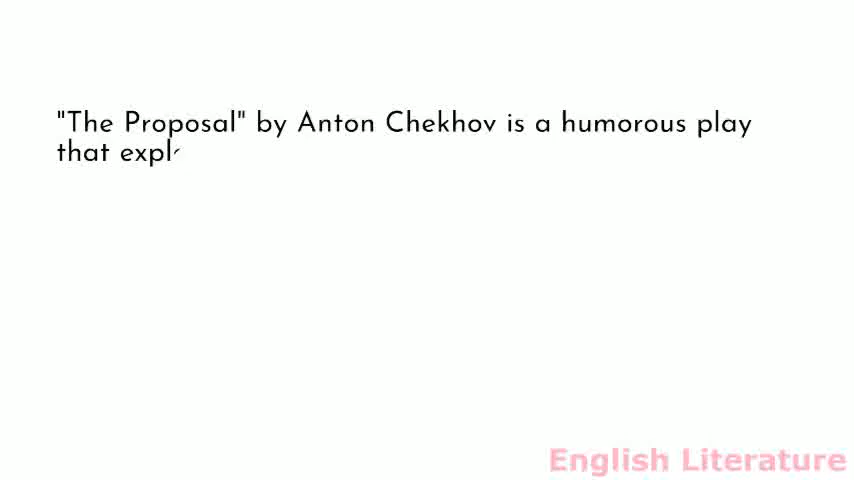 "The Proposal" by Anton Chekhov is a humorous play
that expl
English Literature